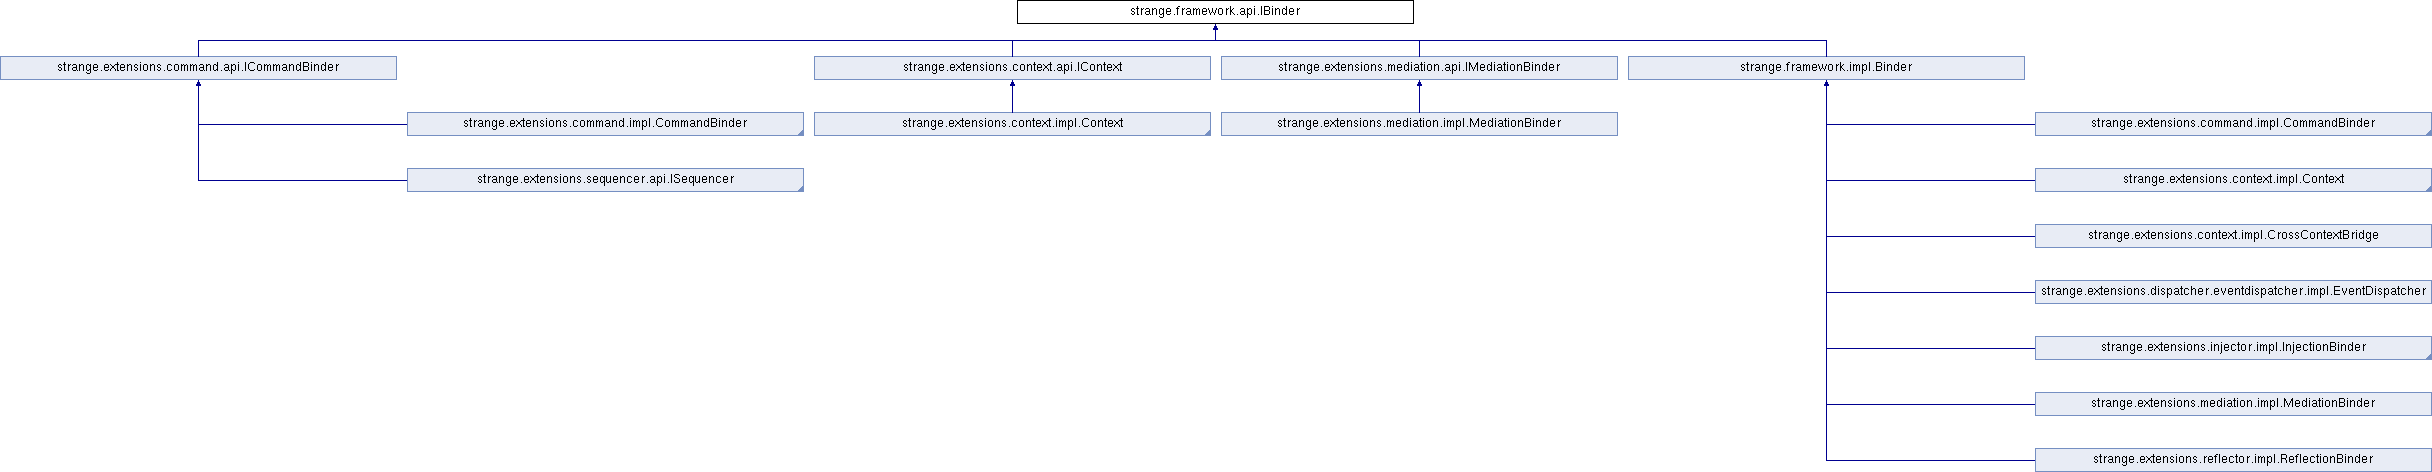 strange.framework.api.IBinder
strange.extensions.command.api.ICommandBinder
strange.extensions.context.api.IContext
strange.extensions.mediation.api.IMediationBinder
strange.framework.impl.Binder
strange.extensions.command.impl.CommandBinder
strange.extensions.context.impl.Context
strange.extensions.mediation.impl.MediationBinder
strange.extensions.command.impl.CommandBinder
strange.extensions.sequencer.api.ISequencer
strange.extensions.context.impl.Context
strange.extensions.context.impl.CrossContextBridge
strange.extensions.dispatcher.eventdispatcher.impl.EventDispatcher
strange.extensions.injector.impl.InjectionBinder
strange.extensions.mediation.impl.MediationBinder
strange.extensions.reflector.impl.ReflectionBinder